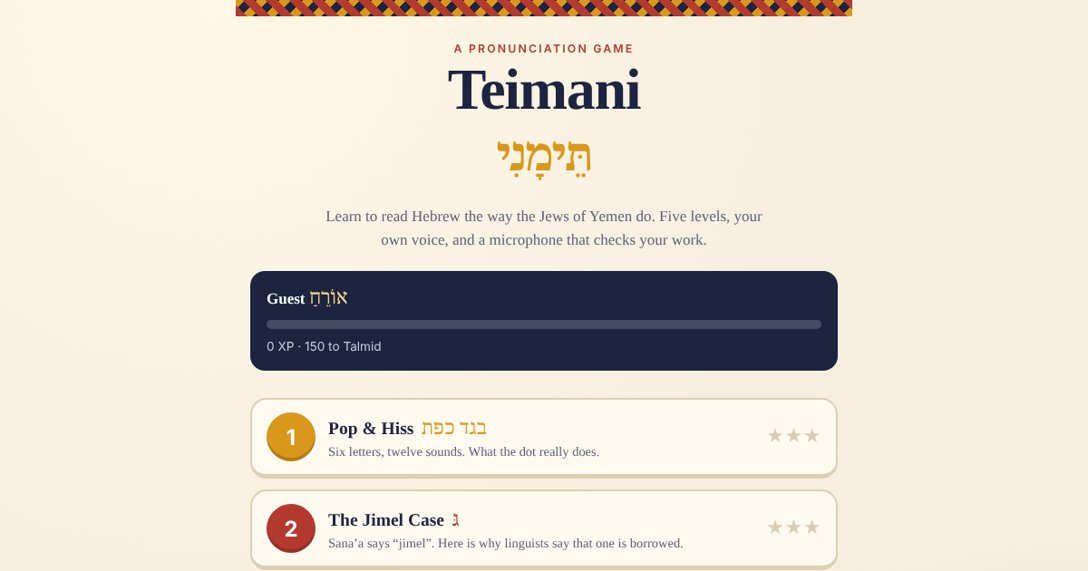 A PRONUNCIATION GAME
Teimani
תֵּימָנִי
Learn to read Hebrew the way the Jews of Yemen do. Five levels, your
own voice, and a microphone that checks your work.
Guest אוֹרֵחַ
0 XP · 150 to Talmid
1
Pop & Hiss בגד כפת
Six letters, twelve sounds. What the dot really does.
★★★
2
The Jimel Case גּ
Sana’a says “jimel”. Here is why linguists say that one is borrowed.
★★★